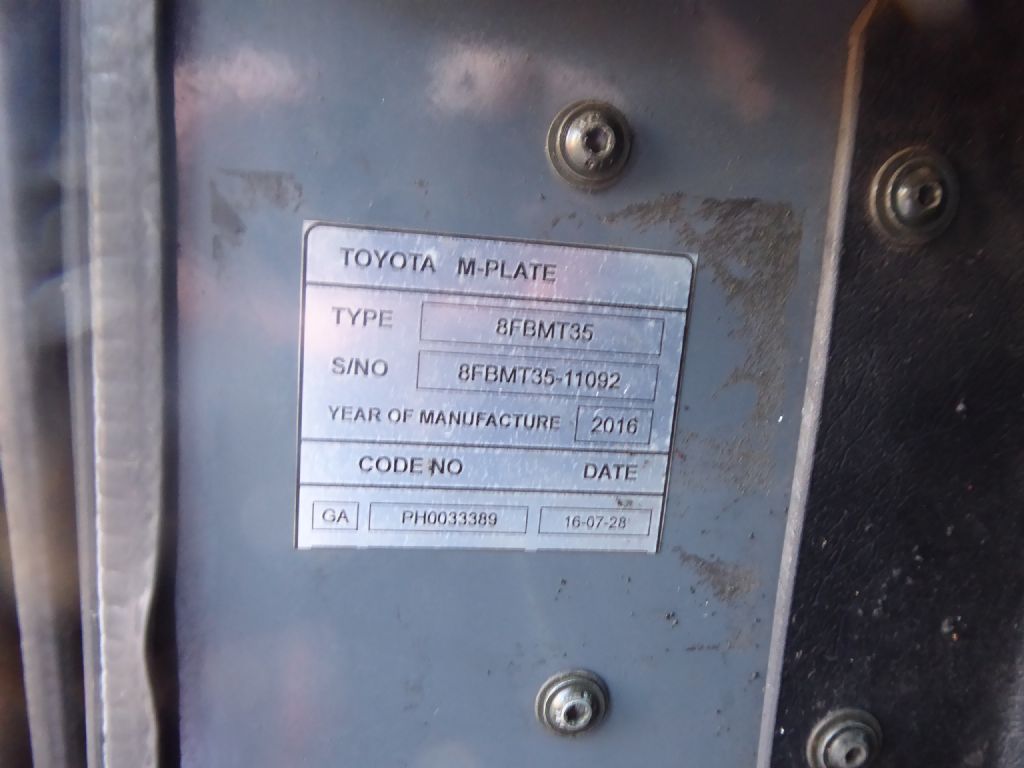 TOYOTA M-PLATE
TYPE 8FBMT35
S/NO 8FBMT35-11092
YEAR OF MANUFACTURE 2016
CODE NO DATE
GA PH0033389 16-07-28